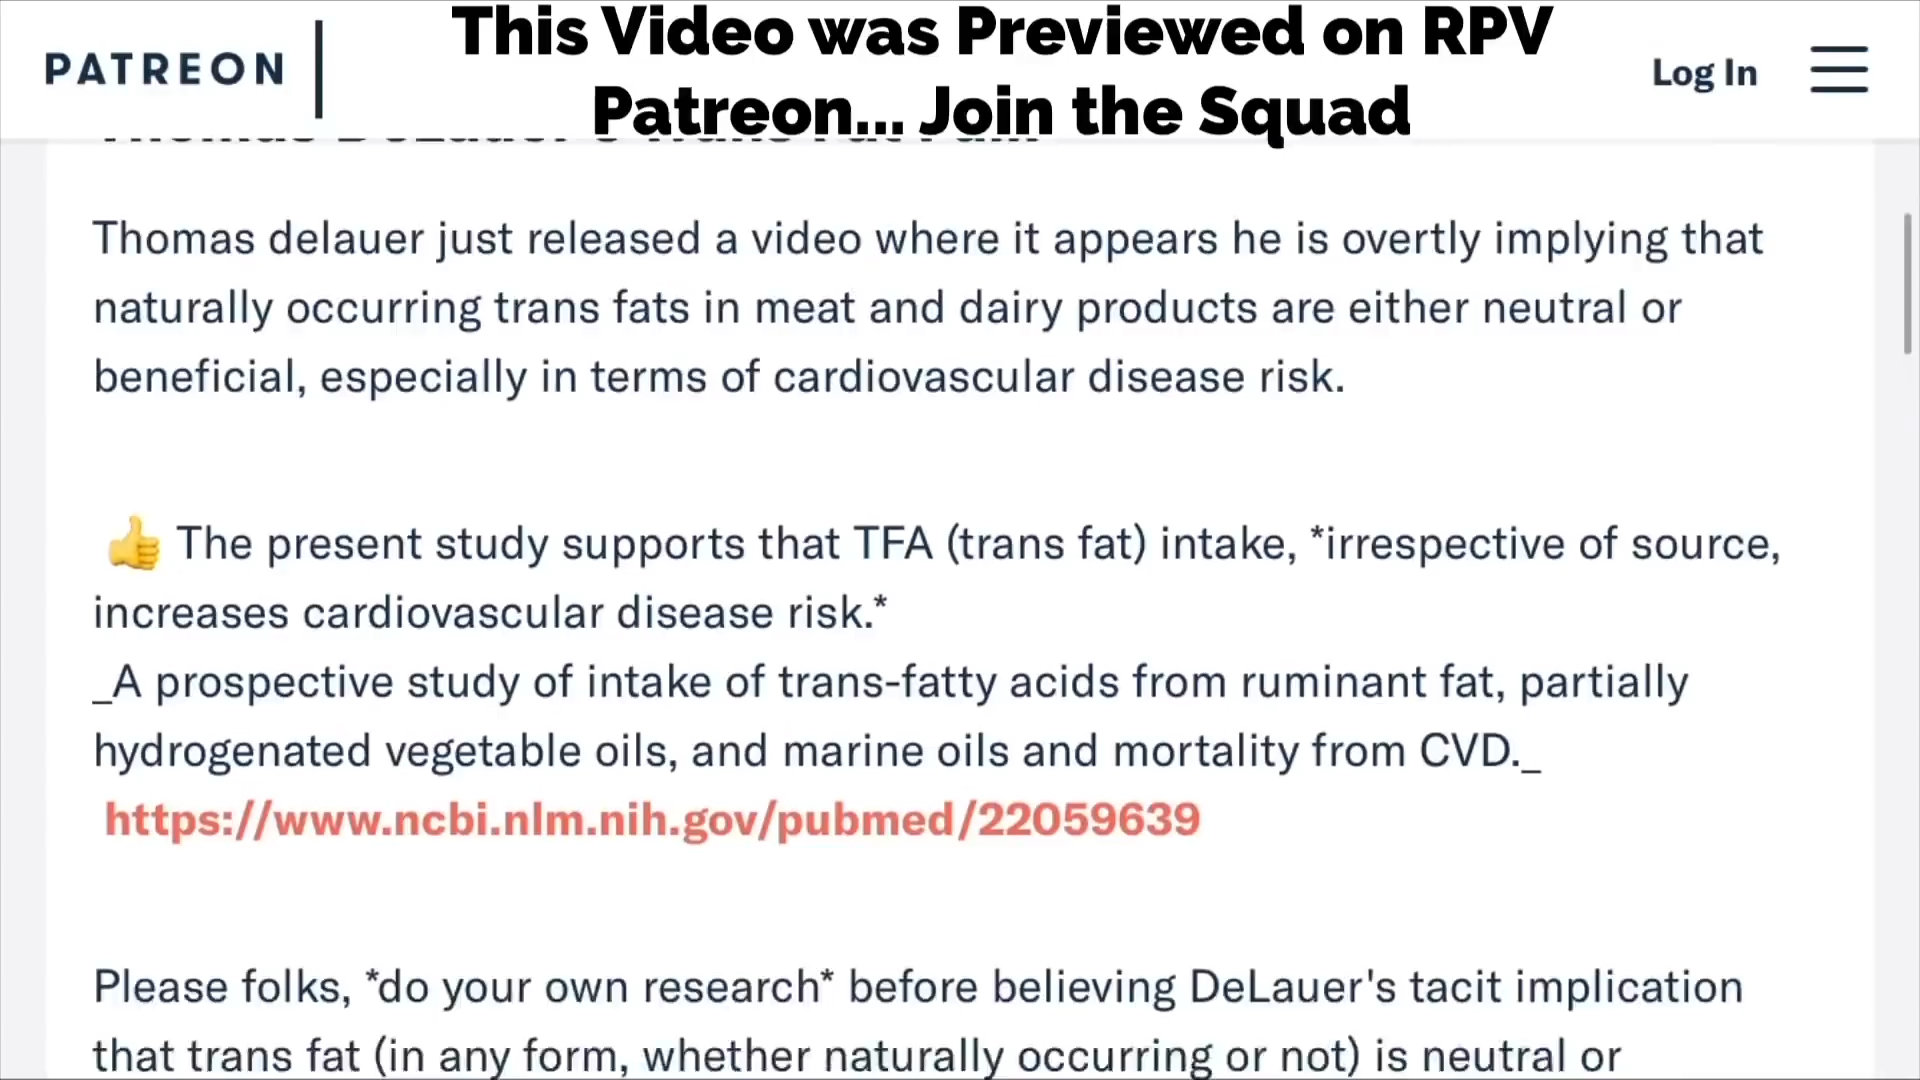 PATREON
This Video was Previewed on RPV
Patreon... Join the Squad
Log In
Thomas delauer just released a video where it appears he is overtly implying that
naturally occurring trans fats in meat and dairy products are either neutral or
beneficial, especially in terms of cardiovascular disease risk.
👍 The present study supports that TFA (trans fat) intake, *irrespective of source,
increases cardiovascular disease risk.*
_A prospective study of intake of trans-fatty acids from ruminant fat, partially
hydrogenated vegetable oils, and marine oils and mortality from CVD._
https://www.ncbi.nlm.nih.gov/pubmed/22059639
Please folks, *do your own research* before believing DeLauer's tacit implication
that trans fat (in any form, whether naturally occurring or not) is neutral or